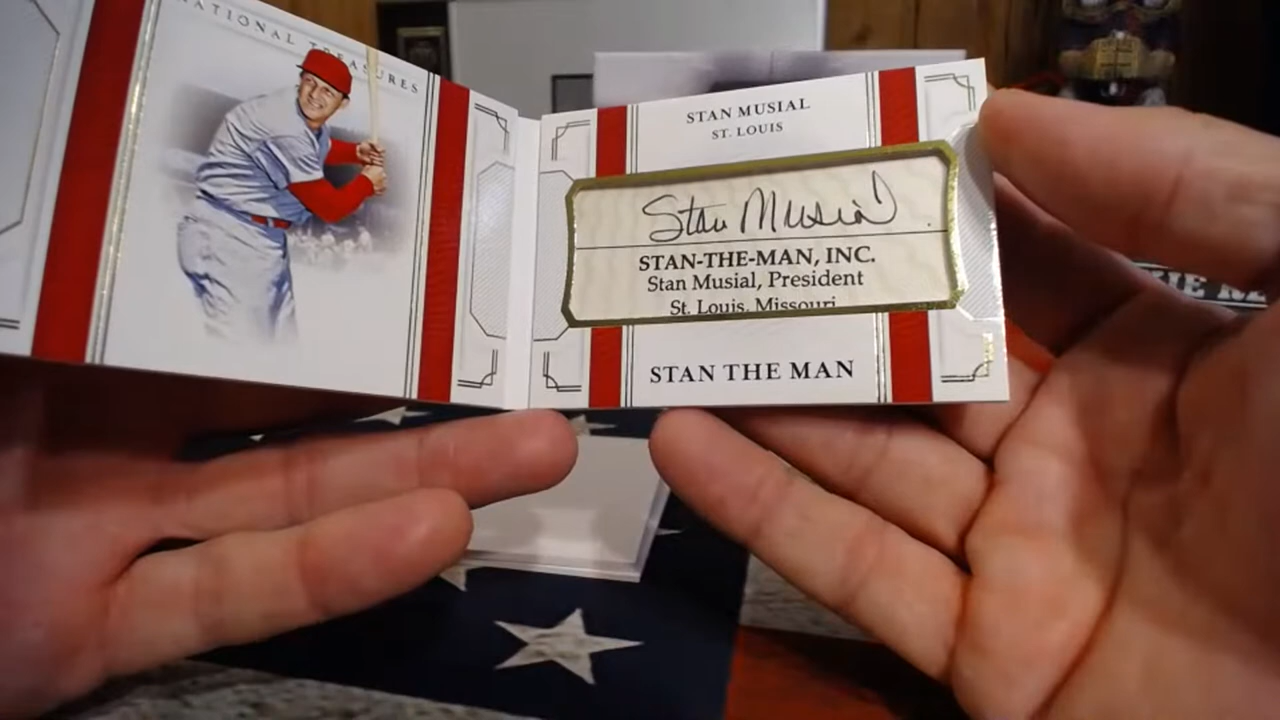 NATIONAL TREASURES
STAN MUSIAL
ST. LOUIS
Stan Musial
STAN-THE-MAN, INC.
Stan Musial, President
St. Louis, Missouri
STAN THE MAN